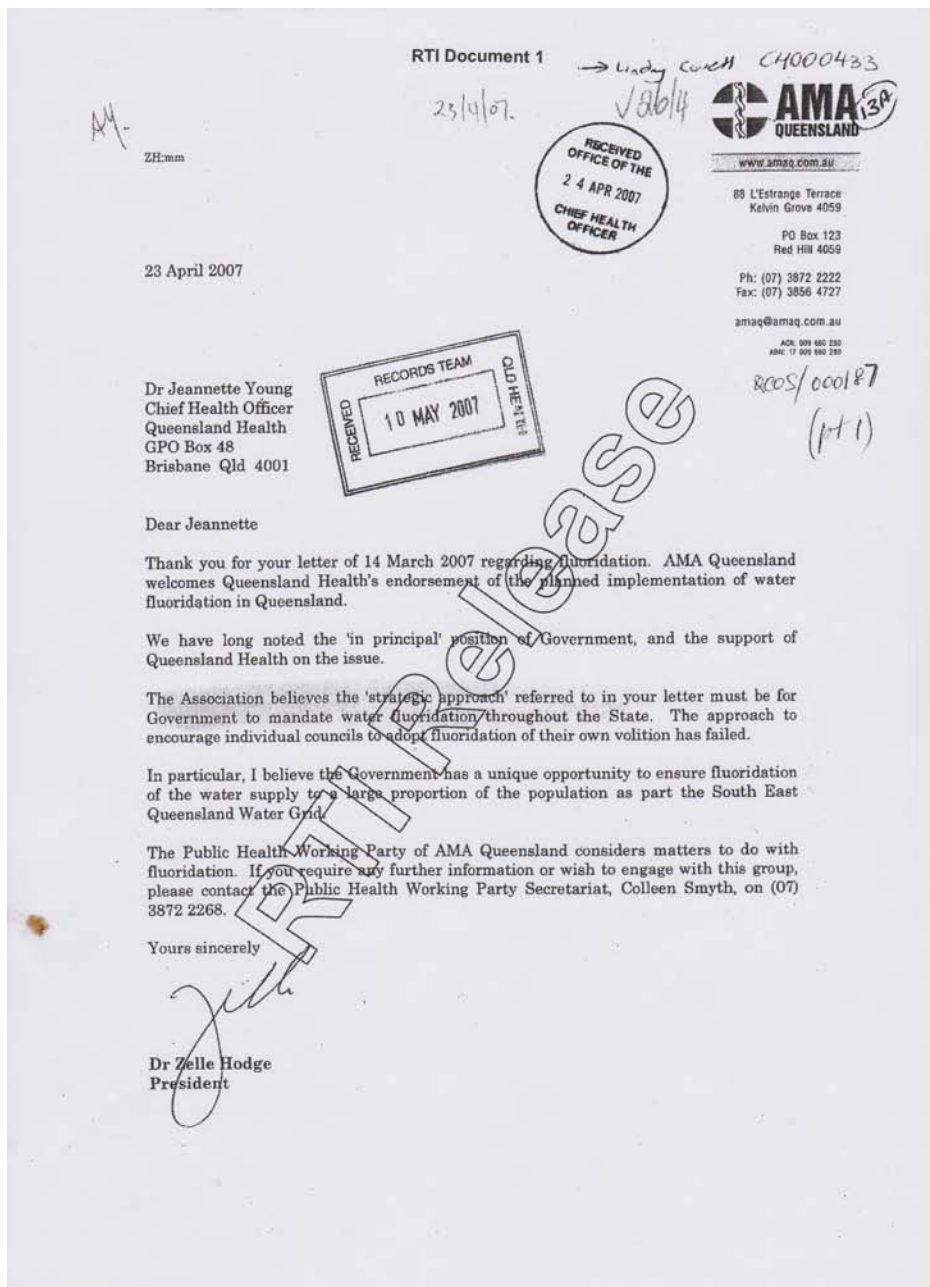 RTI Document 1
CH000433
23/4/07.
13A
AMA
QUEENSLAND
www.amaq.com.au
ZH:mm
RECEIVED
OFFICE OF THE
24 APR 2007
CHIEF HEALTH
OFFICER
88 L'Estrange Terrace
Kelvin Grove 4059
PO Box 123
Red Hill 4059
23 April 2007
Ph: (07) 3872 2222
Fax: (07) 3856 4727
amaq@amaq.com.au
ACN: 009 660 280
ABN: 17 009 660 280
(pt 1)
RECORDS TEAM
RECEIVED
10 MAY 2007
QLD HEALTH
Dr Jeannette Young
Chief Health Officer
Queensland Health
GPO Box 48
Brisbane Qld 4001
Dear Jeannette
Thank you for your letter of 14 March 2007 regarding fluoridation. AMA Queensland
welcomes Queensland Health's endorsement of the planned implementation of water
fluoridation in Queensland.
We have long noted the 'in principal' position of Government, and the support of
Queensland Health on the issue.
The Association believes the 'strategic approach' referred to in your letter must be for
Government to mandate water fluoridation throughout the State. The approach to
encourage individual councils to adopt fluoridation of their own volition has failed.
In particular, I believe the Government has a unique opportunity to ensure fluoridation
of the water supply to a large proportion of the population as part the South East
Queensland Water Grid.
The Public Health Working Party of AMA Queensland considers matters to do with
fluoridation. If you require any further information or wish to engage with this group,
please contact the Public Health Working Party Secretariat, Colleen Smyth, on (07)
3872 2268.
Yours sincerely
Dr Zelle Hodge
President
RTI Release